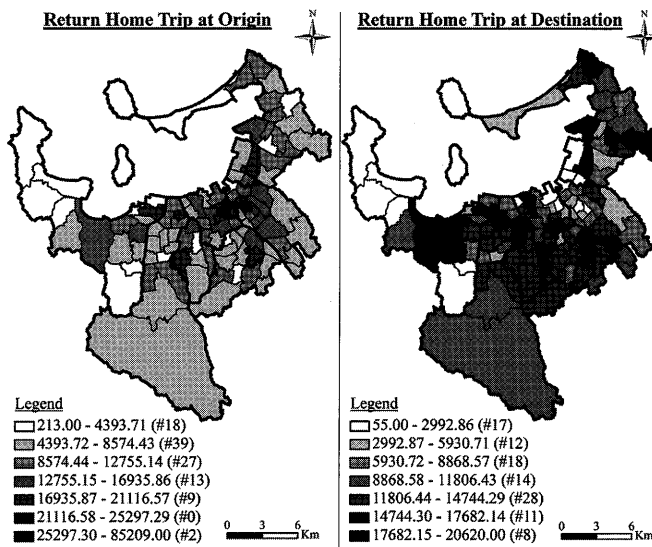 Return Home Trip at Origin
N
Legend
213.00 - 4393.71 (#18)
4393.72 - 8574.43 (#39)
8574.44 - 12755.14 (#27)
12755.15 - 16935.86 (#13)
16935.87 - 21116.57 (#9)
21116.58 - 25297.29 (#0)
25297.30 - 85209.00 (#2)
0 3 6
Km
Return Home Trip at Destination
N
Legend
55.00 - 2992.86 (#17)
2992.87 - 5930.71 (#12)
5930.72 - 8868.57 (#18)
8868.58 - 11806.43 (#14)
11806.44 - 14744.29 (#28)
14744.30 - 17682.14 (#11)
17682.15 - 20620.00 (#8)
0 3 6
Km